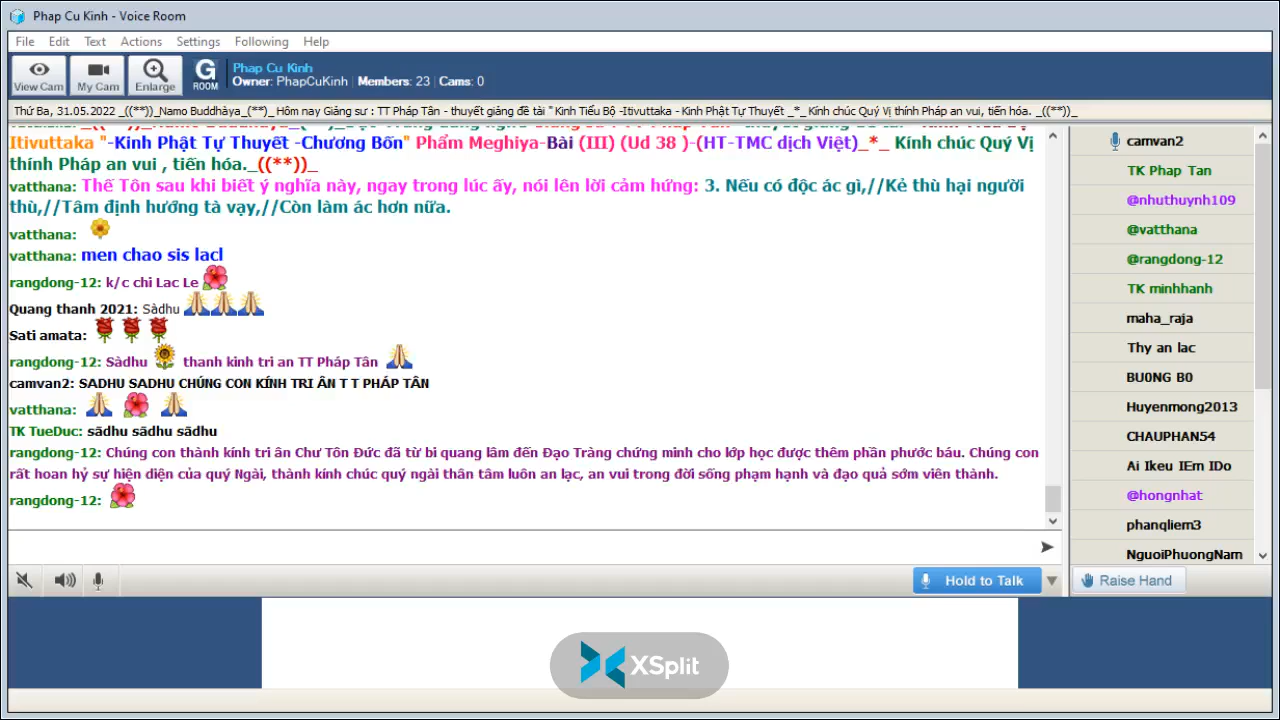 Phap Cu Kinh - Voice Room
File Edit Text Actions Settings Following Help
View Cam My Cam Enlarge G ROOM
Phap Cu Kinh
Owner: PhapCuKinh | Members: 23 | Cams: 0
Thứ Ba, 31.05.2022 _((**))_Namo Buddhàya_(**)_ Hôm nay Giảng sư : TT Pháp Tân - thuyết giảng đề tài " Kinh Tiểu Bộ -Itivuttaka - Kinh Phật Tự Thuyết _*_ Kính chúc Quý Vị thính Pháp an vui, tiến hóa. _((**))_
Itivuttaka "-Kinh Phật Tự Thuyết -Chương Bốn" Phẩm Meghiya-Bài (III) (Ud 38 )-(HT-TMC dịch Việt)_*_ Kính chúc Quý Vị
thính Pháp an vui , tiến hóa._((**))_
vatthana: Thế Tôn sau khi biết ý nghĩa này, ngay trong lúc ấy, nói lên lời cảm hứng: 3. Nếu có độc ác gì,//Kẻ thù hại người
thù,//Tâm định hướng tà vạy,//Còn làm ác hơn nữa.
vatthana:
vatthana: men chao sis lacl
rangdong-12: k/c chi Lac Le
Quang thanh 2021: Sàdhu
Sati amata:
rangdong-12: Sàdhu thanh kinh tri an TT Pháp Tân
camvan2: SADHU SADHU CHÚNG CON KÍNH TRI ÂN T T PHÁP TÂN
vatthana:
TK TueDuc: sādhu sādhu sādhu
rangdong-12: Chúng con thành kính tri ân Chư Tôn Đức đã từ bi quang lâm đến Đạo Tràng chứng minh cho lớp học được thêm phần phước báu. Chúng con
rất hoan hỷ sự hiện diện của quý Ngài, thành kính chúc quý ngài thân tâm luôn an lạc, an vui trong đời sống phạm hạnh và đạo quả sớm viên thành.
rangdong-12:
camvan2
TK Phap Tan
@nhuthuynh109
@vatthana
@rangdong-12
TK minhhanh
maha_raja
Thy an lac
BU0NG B0
Huyenmong2013
CHAUPHAN54
Ai Ikeu IEm IDo
@hongnhat
phanqliem3
NguoiPhuongNam
Hold to Talk
Raise Hand
XSplit